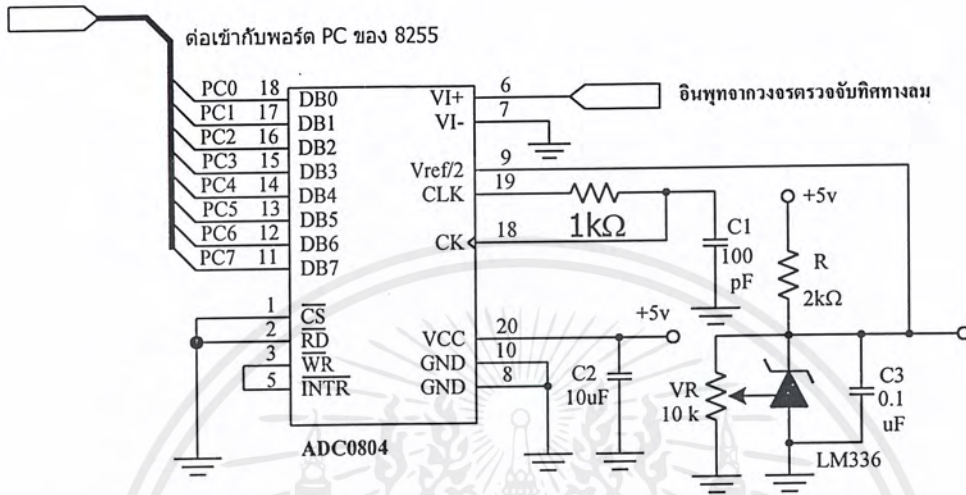 ต่อเข้ากับพอร์ต PC ของ 8255
PC0 18 DB0
PC1 17 DB1
PC2 16 DB2
PC3 15 DB3
PC4 14 DB4
PC5 13 DB5
PC6 12 DB6
PC7 11 DB7
1 CS
2 RD
3 WR
5 INTR
VI+ 6
VI- 7
Vref/2 9
CLK 19
CK 18
VCC 20
GND 10
GND 8
ADC0804
อินพุทจากวงจรตรวจจับทิศทางลม
1kΩ
C1
100
pF
+5v
R
2kΩ
+5v
C2
10uF
VR
10 k
C3
0.1
uF
LM336